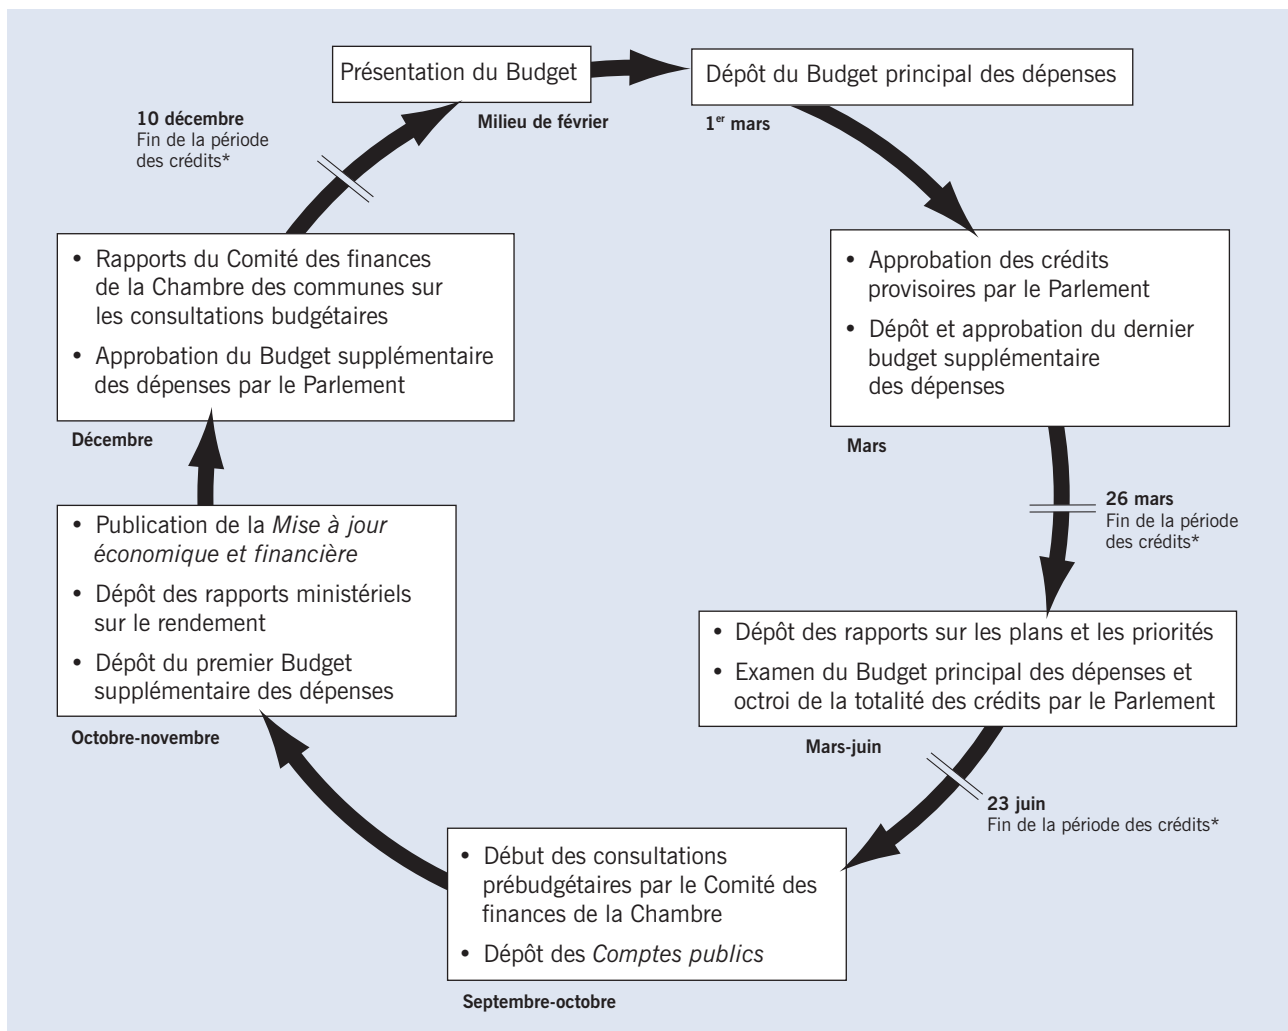 Présentation du Budget
Milieu de février
Dépôt du Budget principal des dépenses
1er mars
• Approbation des crédits
provisoires par le Parlement
• Dépôt et approbation du dernier
budget supplémentaire
des dépenses
Mars
26 mars
Fin de la période
des crédits*
• Dépôt des rapports sur les plans et les priorités
• Examen du Budget principal des dépenses et
octroi de la totalité des crédits par le Parlement
Mars-juin
23 juin
Fin de la période des crédits*
• Début des consultations
prébudgétaires par le Comité des
finances de la Chambre
• Dépôt des Comptes publics
Septembre-octobre
• Publication de la Mise à jour
économique et financière
• Dépôt des rapports ministériels
sur le rendement
• Dépôt du premier Budget
supplémentaire des dépenses
Octobre-novembre
• Rapports du Comité des finances
de la Chambre des communes sur
les consultations budgétaires
• Approbation du Budget supplémentaire
des dépenses par le Parlement
Décembre
10 décembre
Fin de la période
des crédits*